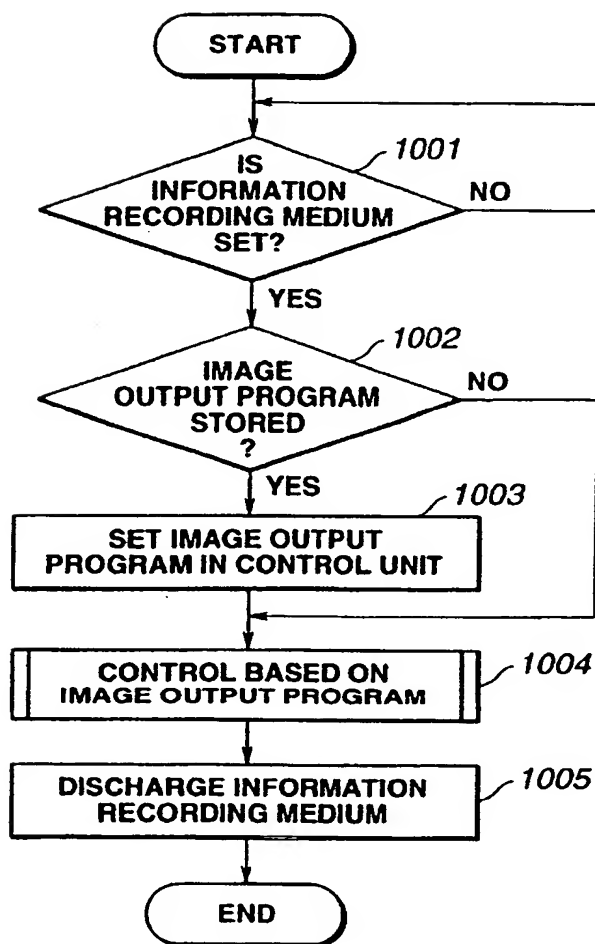 START
1001
IS
INFORMATION
RECORDING MEDIUM
SET?
NO
YES
1002
IMAGE
OUTPUT PROGRAM
STORED
?
NO
YES
1003
SET IMAGE OUTPUT
PROGRAM IN CONTROL UNIT
CONTROL BASED ON
IMAGE OUTPUT PROGRAM
1004
DISCHARGE INFORMATION
RECORDING MEDIUM
1005
END